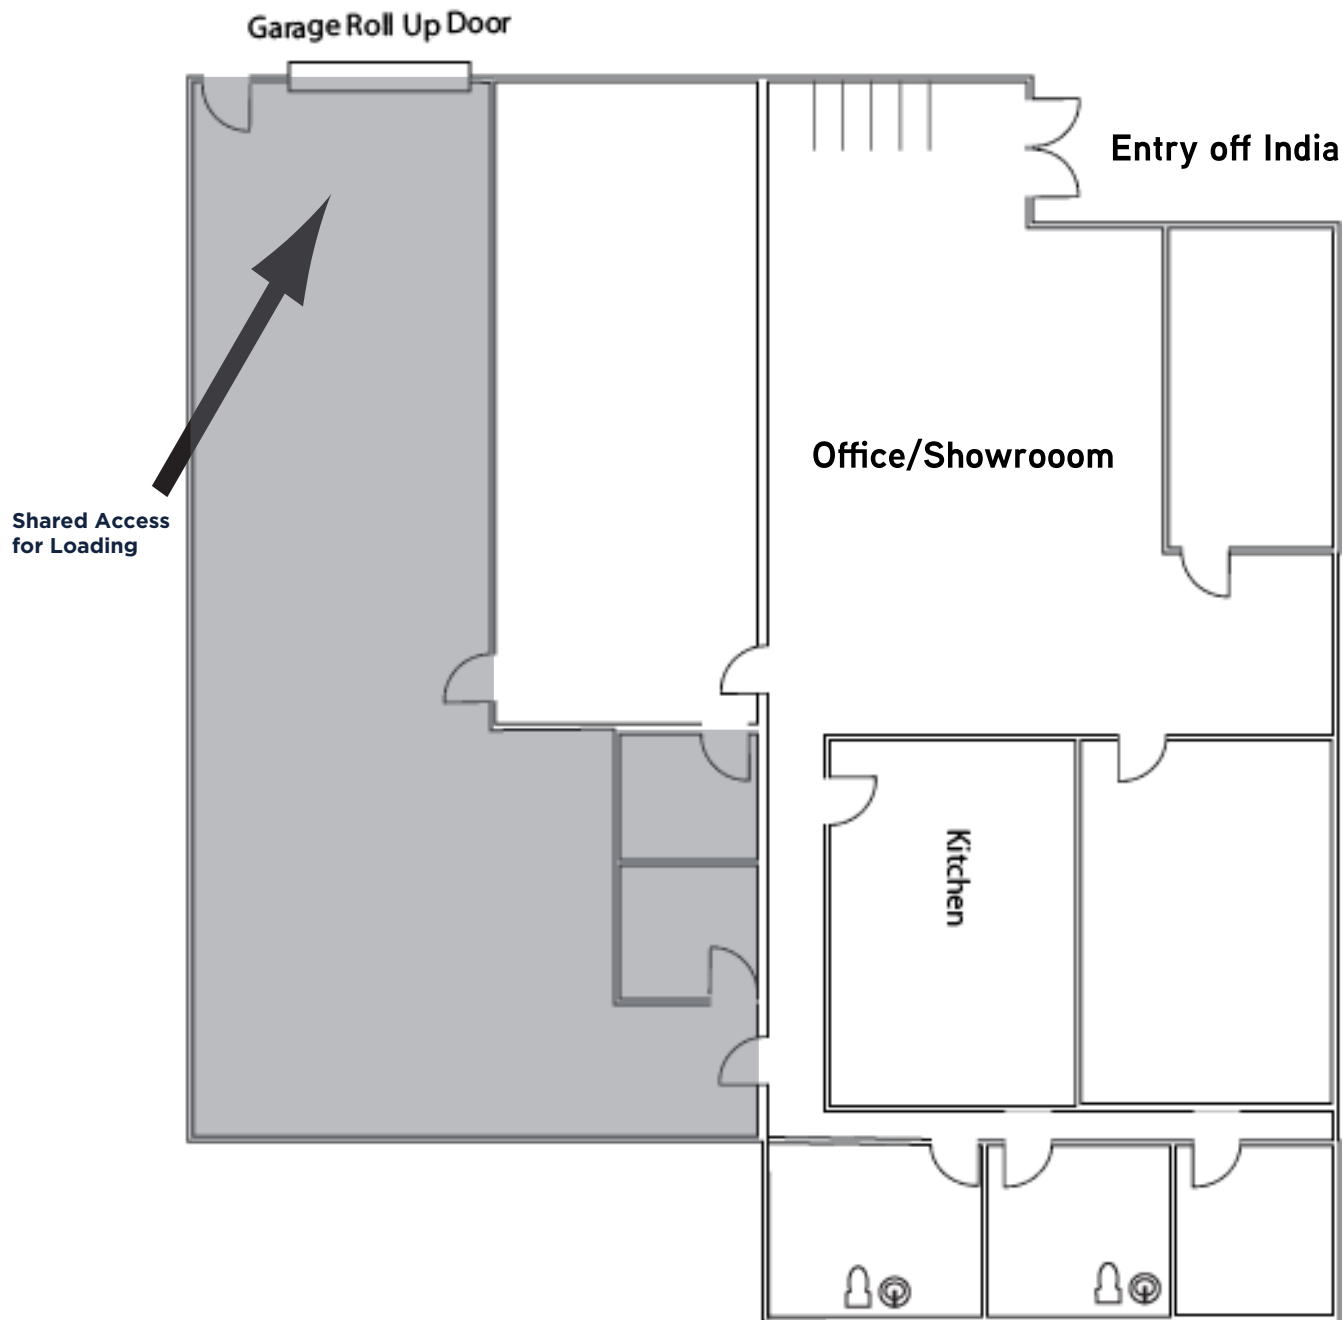 Garage Roll Up Door
Entry off India
Office/Showrooom
Shared Access
for Loading
Kitchen